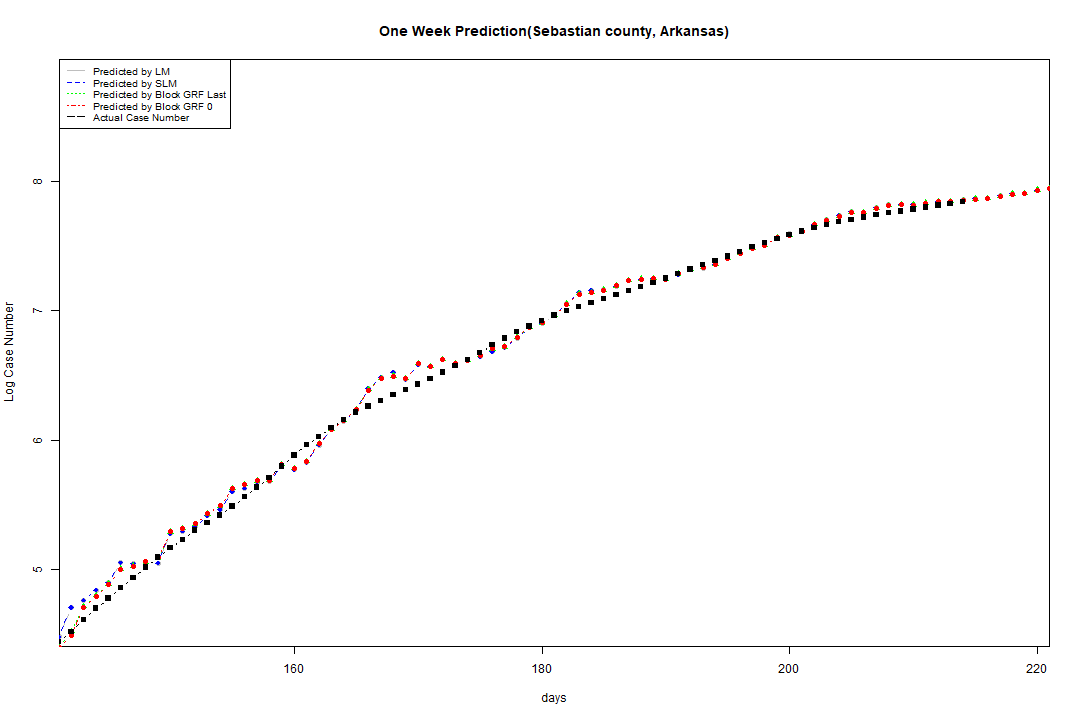 One Week Prediction(Sebastian county, Arkansas)
Predicted by LM
Predicted by SLM
Predicted by Block GRF Last
Predicted by Block GRF 0
Actual Case Number
8
7
6
5
Log Case Number
160 180 200 220
days